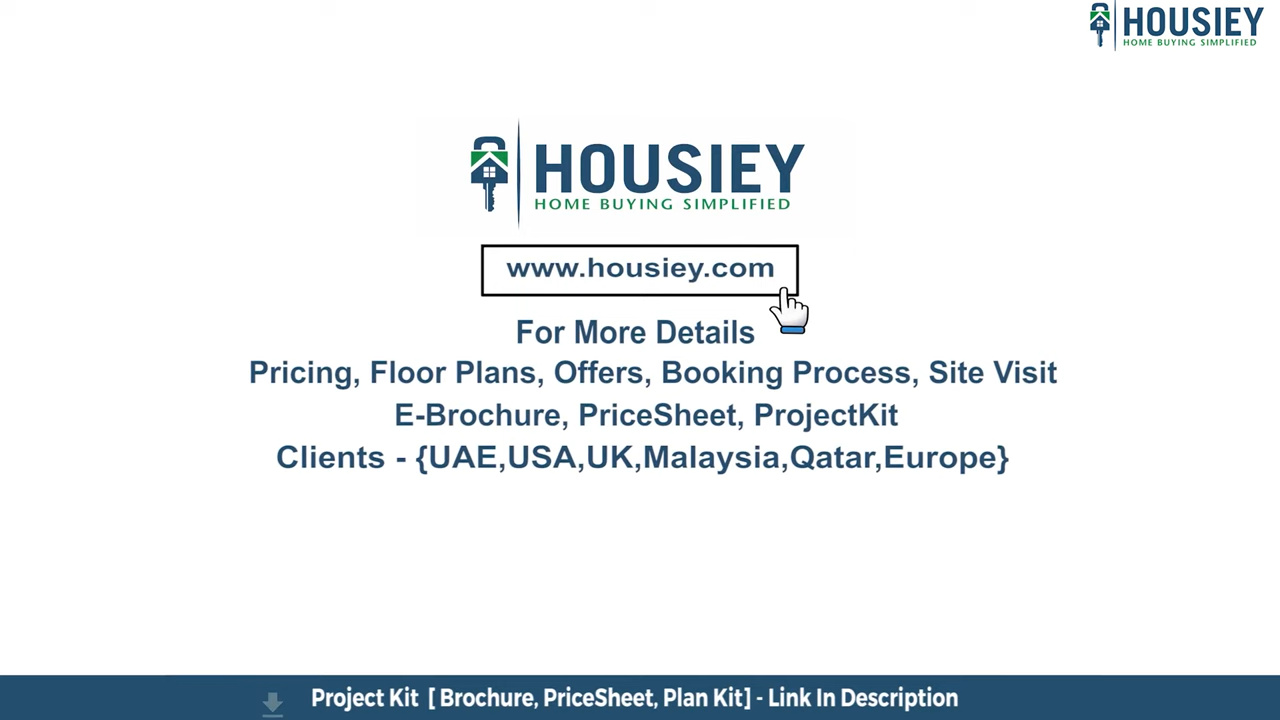 HOUSIEY
HOME BUYING SIMPLIFIED
HOUSIEY
HOME BUYING SIMPLIFIED
www.housiey.com
For More Details
Pricing, Floor Plans, Offers, Booking Process, Site Visit
E-Brochure, PriceSheet, ProjectKit
Clients - {UAE,USA,UK,Malaysia,Qatar,Europe}
Project Kit [ Brochure, PriceSheet, Plan Kit] - Link In Description